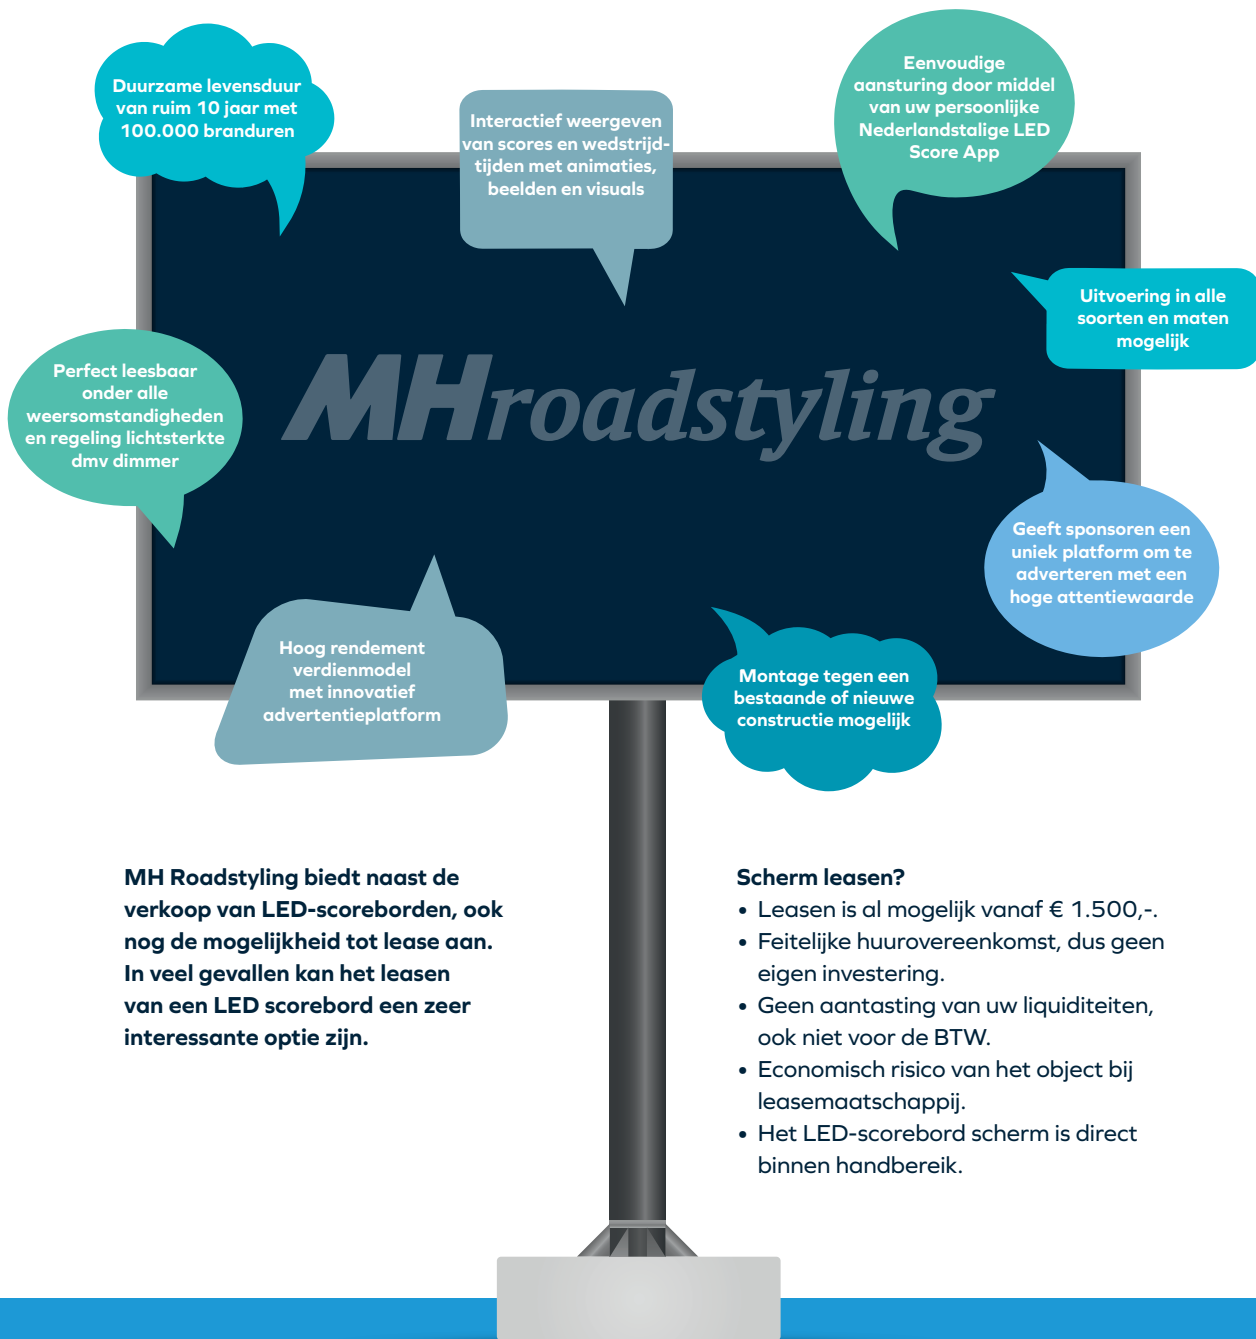 Duurzame levensduur
van ruim 10 jaar met
100.000 branduren
Interactief weergeven
van scores en wedstrijd-
tijden met animaties,
beelden en visuals
Eenvoudige
aansturing door middel
van uw persoonlijke
Nederlandstalige LED
Score App
Uitvoering in alle
soorten en maten
mogelijk
Perfect leesbaar
onder alle
weersomstandigheden
en regeling lichtsterkte
dmv dimmer
MHroadstyling
Geeft sponsoren een
uniek platform om te
adverteren met een
hoge attentiewaarde
Hoog rendement
verdienmodel
met innovatief
advertentieplatform
Montage tegen een
bestaande of nieuwe
constructie mogelijk
MH Roadstyling biedt naast de
verkoop van LED-scoreborden, ook
nog de mogelijkheid tot lease aan.
In veel gevallen kan het leasen
van een LED scorebord een zeer
interessante optie zijn.
Scherm leasen?
• Leasen is al mogelijk vanaf € 1.500,-.
• Feitelijke huurovereenkomst, dus geen
eigen investering.
• Geen aantasting van uw liquiditeiten,
ook niet voor de BTW.
• Economisch risico van het object bij
leasemaatschappij.
• Het LED-scorebord scherm is direct
binnen handbereik.